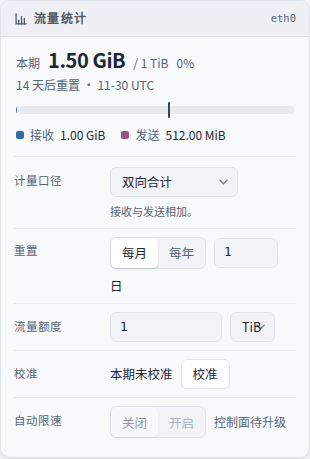 流量统计 eth0
本期 1.50 GiB / 1 TiB 0%
14 天后重置 · 11-30 UTC
接收 1.00 GiB 发送 512.00 MiB
计量口径 双向合计
接收与发送相加。
重置 每月 每年 1
日
流量额度 1 TiB
校准 本期未校准 校准
自动限速 关闭 开启 控制面待升级